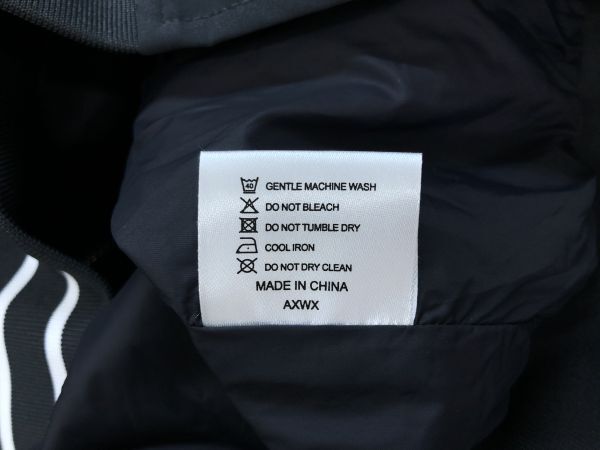 40 GENTLE MACHINE WASH
DO NOT BLEACH
DO NOT TUMBLE DRY
COOL IRON
DO NOT DRY CLEAN
MADE IN CHINA
AXWX